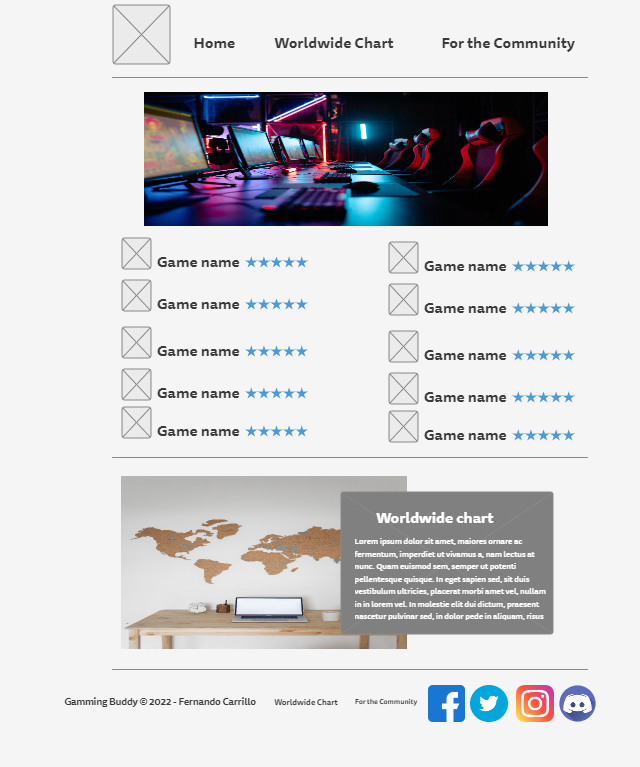 Home Worldwide Chart For the Community
Game name ★★★★★
Game name ★★★★★
Game name ★★★★★
Game name ★★★★★
Game name ★★★★★
Game name ★★★★★
Game name ★★★★★
Game name ★★★★★
Game name ★★★★★
Game name ★★★★★
Worldwide chart
Lorem ipsum dolor sit amet, maiores ornare ac
fermentum, imperdiet ut vivamus a, nam lectus at
nunc. Quam euismod sem, semper ut potenti
pellentesque quisque. In eget sapien sed, sit duis
vestibulum ultricies, placerat morbi amet vel, nullam
in in lorem vel. In molestie elit dui dictum, praesent
nascetur pulvinar sed, in dolor pede in aliquam, risus
Gamming Buddy © 2022 - Fernando Carrillo Worldwide Chart For the Community